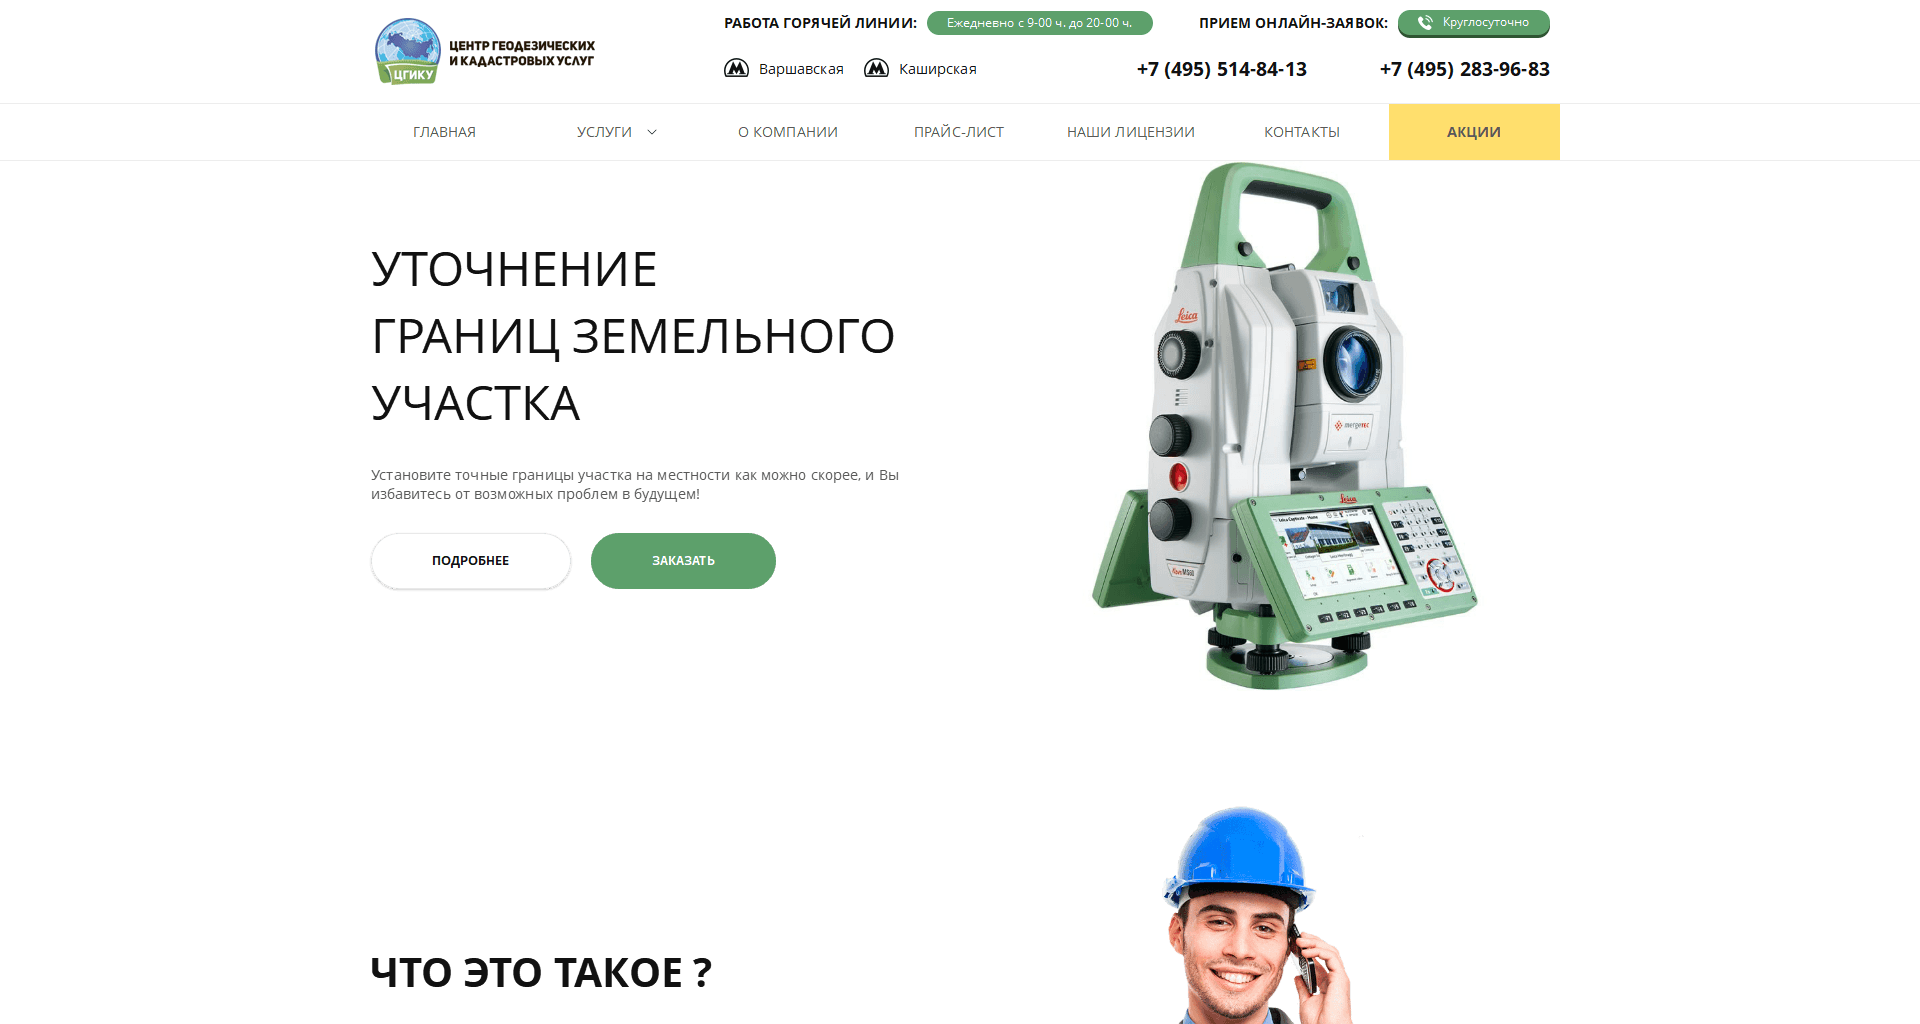 ЦГИКУ
ЦЕНТР ГЕОДЕЗИЧЕСКИХ
И КАДАСТРОВЫХ УСЛУГ
РАБОТА ГОРЯЧЕЙ ЛИНИИ: Ежедневно с 9-00 ч. до 20-00 ч.
ПРИЕМ ОНЛАЙН-ЗАЯВОК: Круглосуточно
Варшавская Каширская
+7 (495) 514-84-13 +7 (495) 283-96-83
ГЛАВНАЯ УСЛУГИ О КОМПАНИИ ПРАЙС-ЛИСТ НАШИ ЛИЦЕНЗИИ КОНТАКТЫ АКЦИИ
УТОЧНЕНИЕ
ГРАНИЦ ЗЕМЕЛЬНОГО
УЧАСТКА
Установите точные границы участка на местности как можно скорее, и Вы
избавитесь от возможных проблем в будущем!
ПОДРОБНЕЕ ЗАКАЗАТЬ
Leica
mergetec
Leica
ЧТО ЭТО ТАКОЕ ?